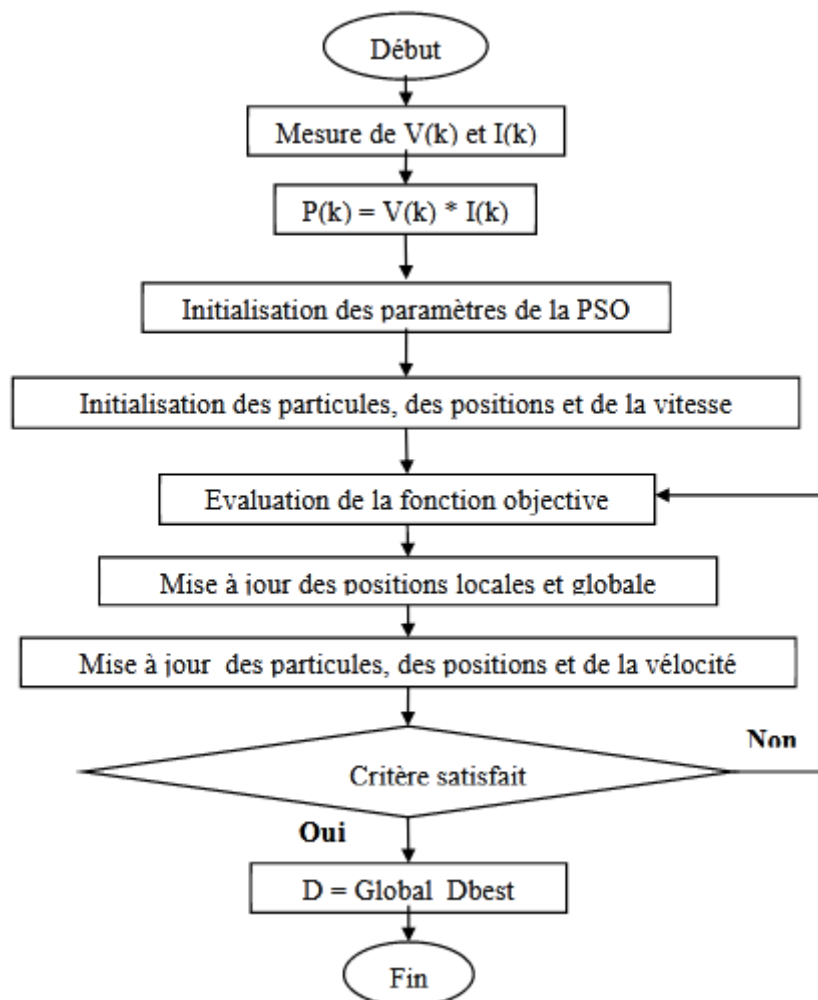 Début
Mesure de V(k) et I(k)
P(k) = V(k) * I(k)
Initialisation des paramètres de la PSO
Initialisation des particules, des positions et de la vitesse
Evaluation de la fonction objective
Mise à jour des positions locales et globale
Mise à jour des particules, des positions et de la vélocité
Non
Critère satisfait
Oui
D = Global Dbest
Fin